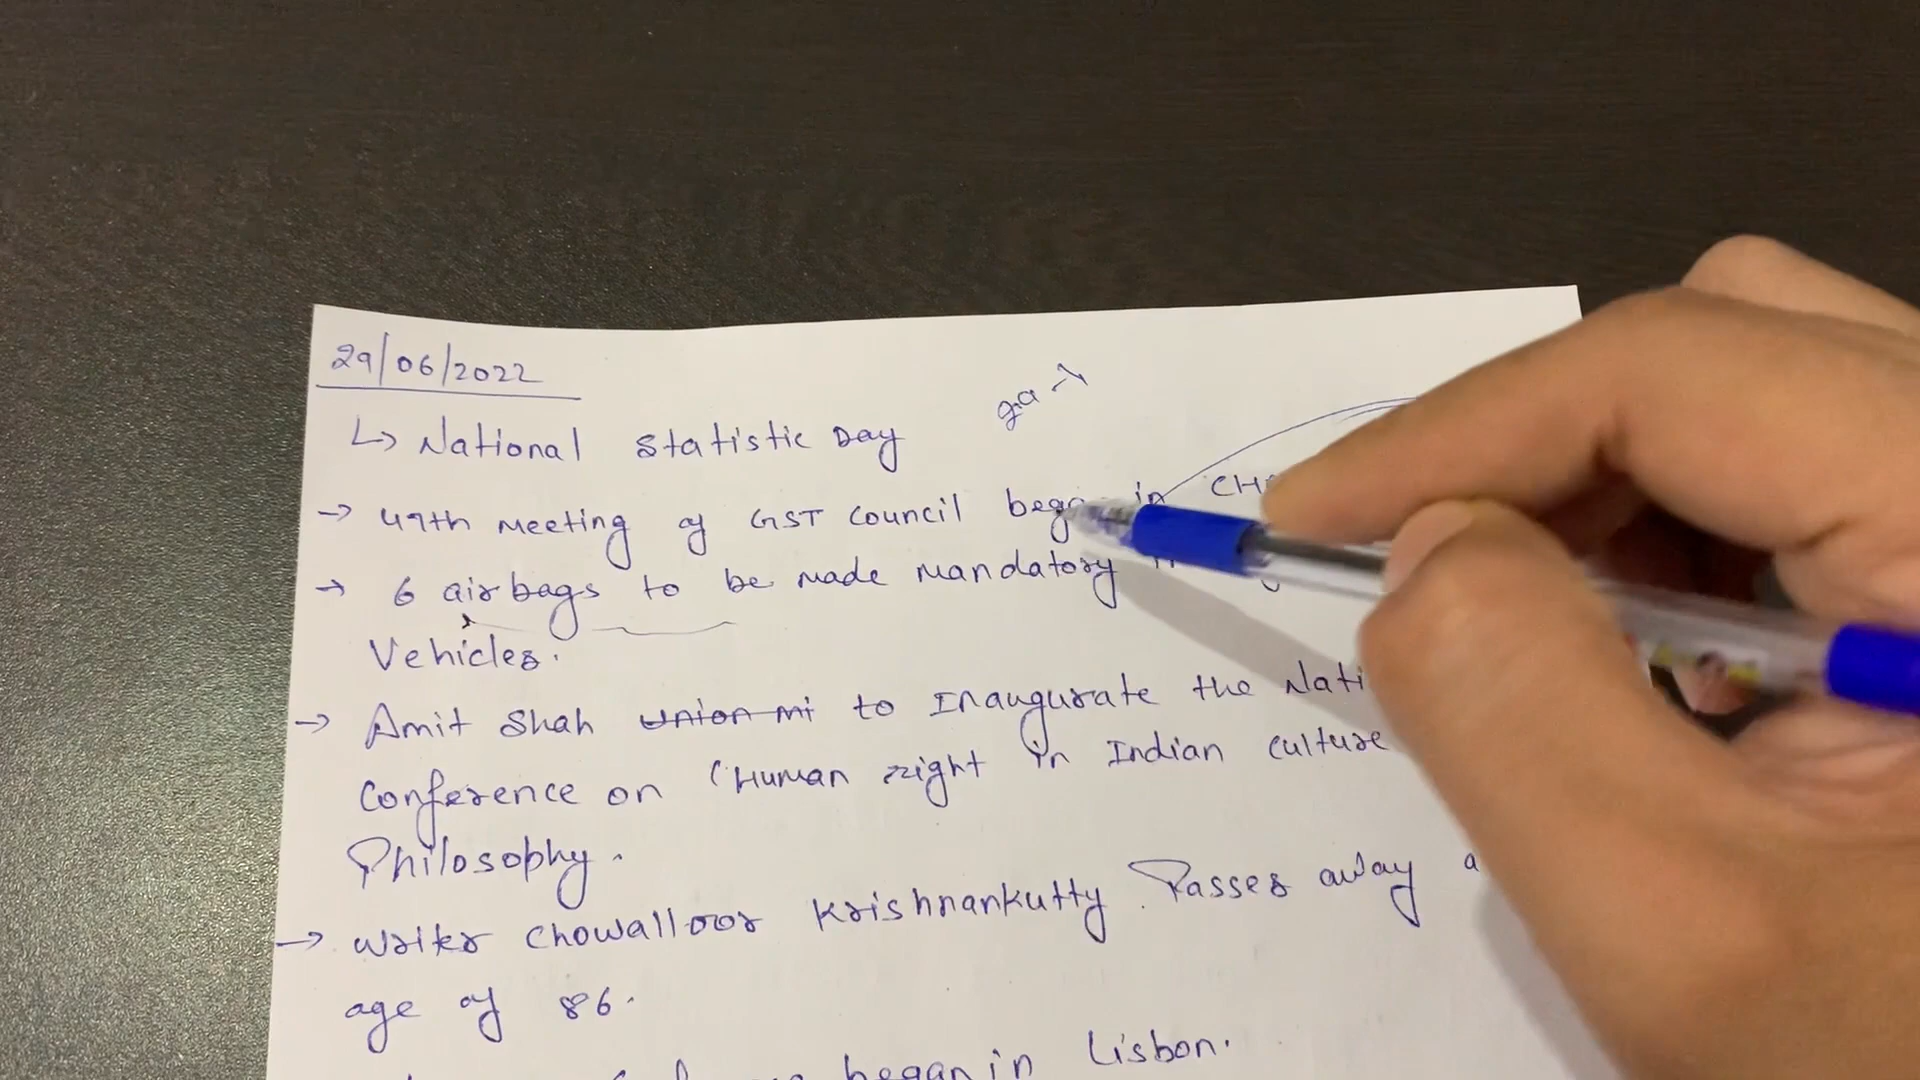 29/06/2022
↳ National Statistic Day
→ 49th Meeting of GST Council in
→ 6 airbags to be made mandatory
Vehicles.
→ Amit Shah Union Mi to Inaugurate the
Conference on (Human right in Indian culture
Philosophy.
→ Writer Chowalloor Krishnankutty. Passes away
age of 86.
began in Lisbon.